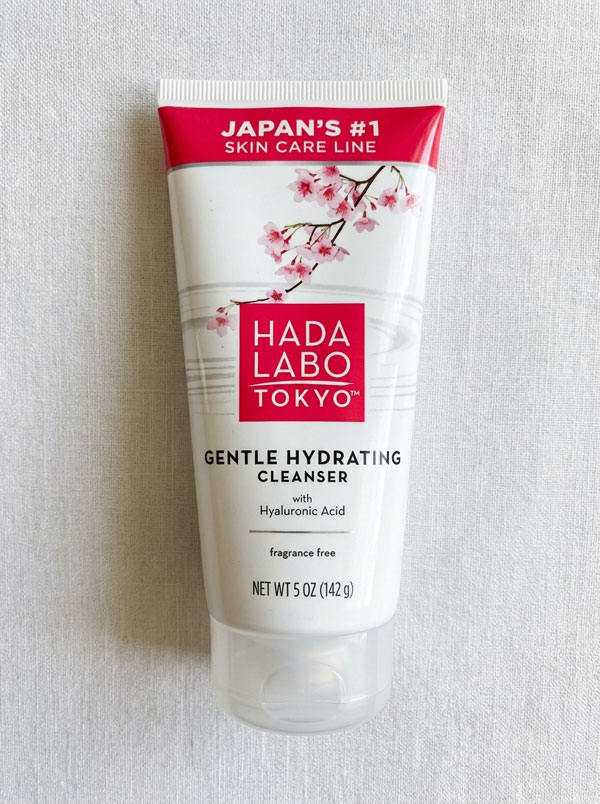 JAPAN'S #1
SKIN CARE LINE
HADA
LABO
TOKYO™
GENTLE HYDRATING
CLEANSER
with
Hyaluronic Acid
fragrance free
NET WT 5 OZ (142 g)